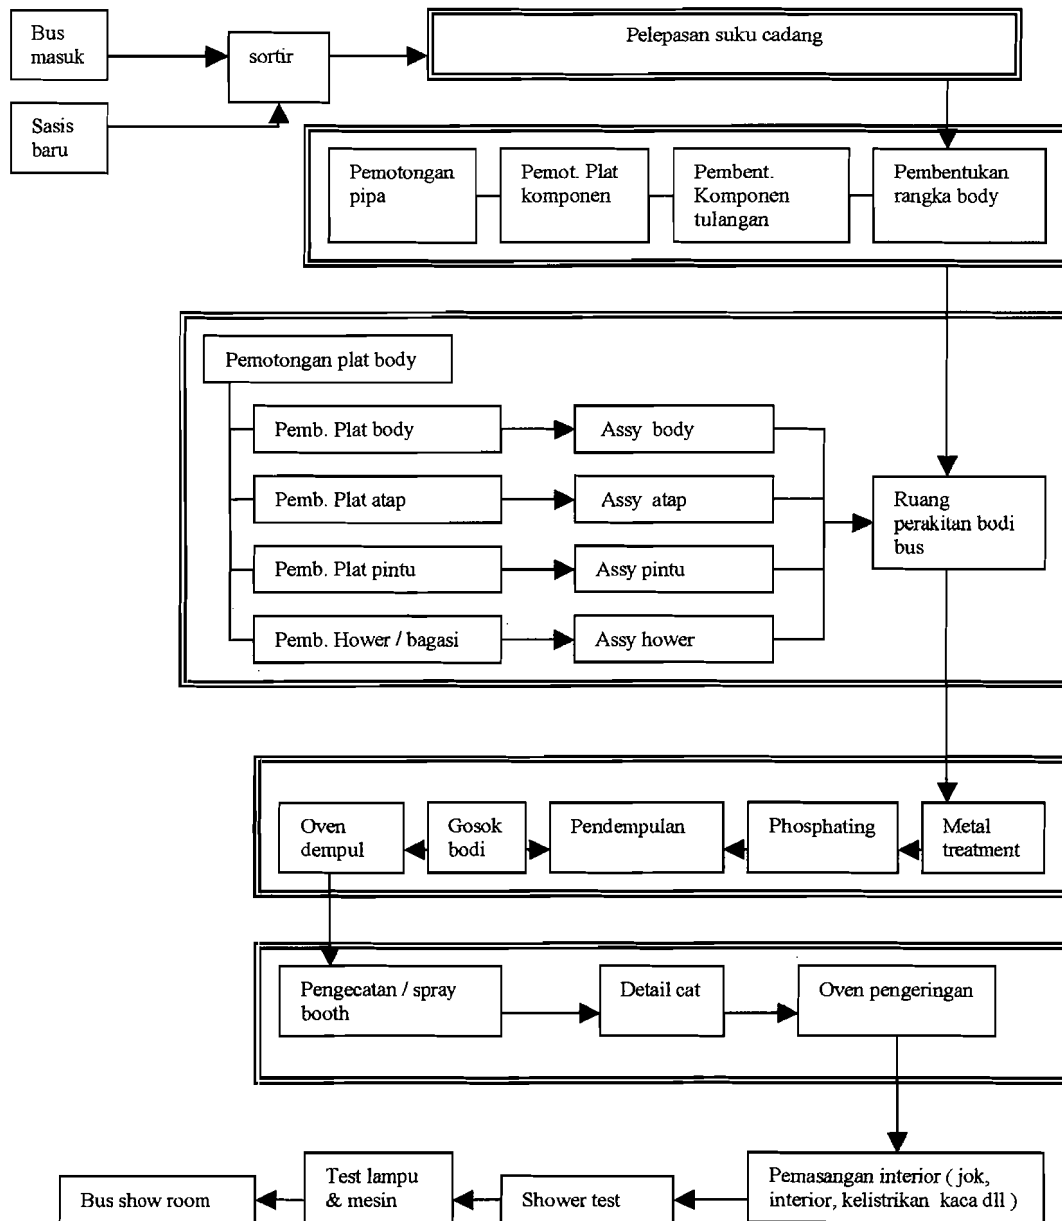 Bus
masuk
sortir
Pelepasan suku cadang
Sasis
baru
Pemotongan
pipa
Pemot. Plat
komponen
Pembent.
Komponen
tulangan
Pembentukan
rangka body
Pemotongan plat body
Pemb. Plat body
Assy body
Pemb. Plat atap
Assy atap
Ruang
perakitan bodi
bus
Pemb. Plat pintu
Assy pintu
Pemb. Hower / bagasi
Assy hower
Oven
dempul
Gosok
bodi
Pendempulan
Phosphating
Metal
treatment
Pengecatan / spray
booth
Detail cat
Oven pengeringan
Bus show room
Test lampu
& mesin
Shower test
Pemasangan interior ( jok,
interior, kelistrikan kaca dll )